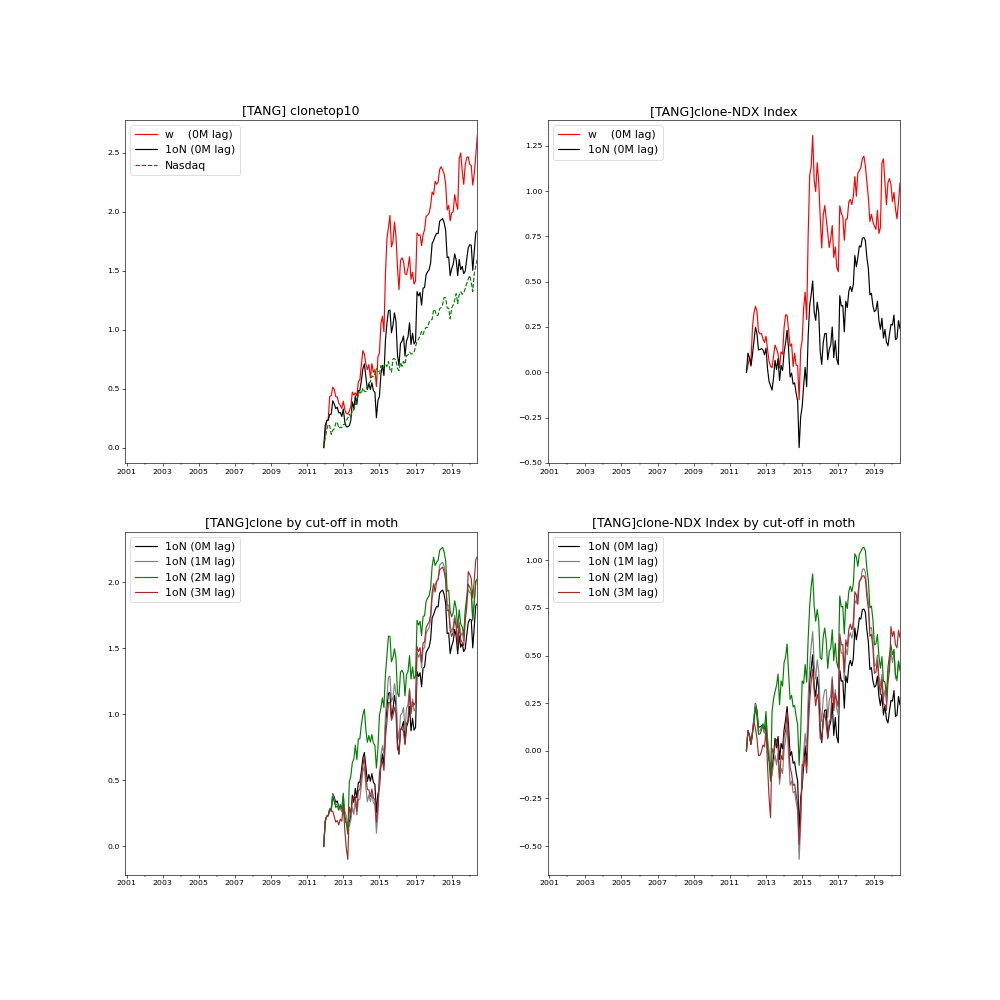 [TANG] clonetop10
w    (0M lag)
1oN (0M lag)
Nasdaq
2.5
2.0
1.5
1.0
0.5
0.0
2001 2003 2005 2007 2009 2011 2013 2015 2017 2019
[TANG]clone-NDX Index
w    (0M lag)
1oN (0M lag)
1.25
1.00
0.75
0.50
0.25
0.00
−0.25
−0.50
2001 2003 2005 2007 2009 2011 2013 2015 2017 2019
[TANG]clone by cut-off in moth
1oN (0M lag)
1oN (1M lag)
1oN (2M lag)
1oN (3M lag)
2.0
1.5
1.0
0.5
0.0
2001 2003 2005 2007 2009 2011 2013 2015 2017 2019
[TANG]clone-NDX Index by cut-off in moth
1oN (0M lag)
1oN (1M lag)
1oN (2M lag)
1oN (3M lag)
1.00
0.75
0.50
0.25
0.00
−0.25
−0.50
2001 2003 2005 2007 2009 2011 2013 2015 2017 2019